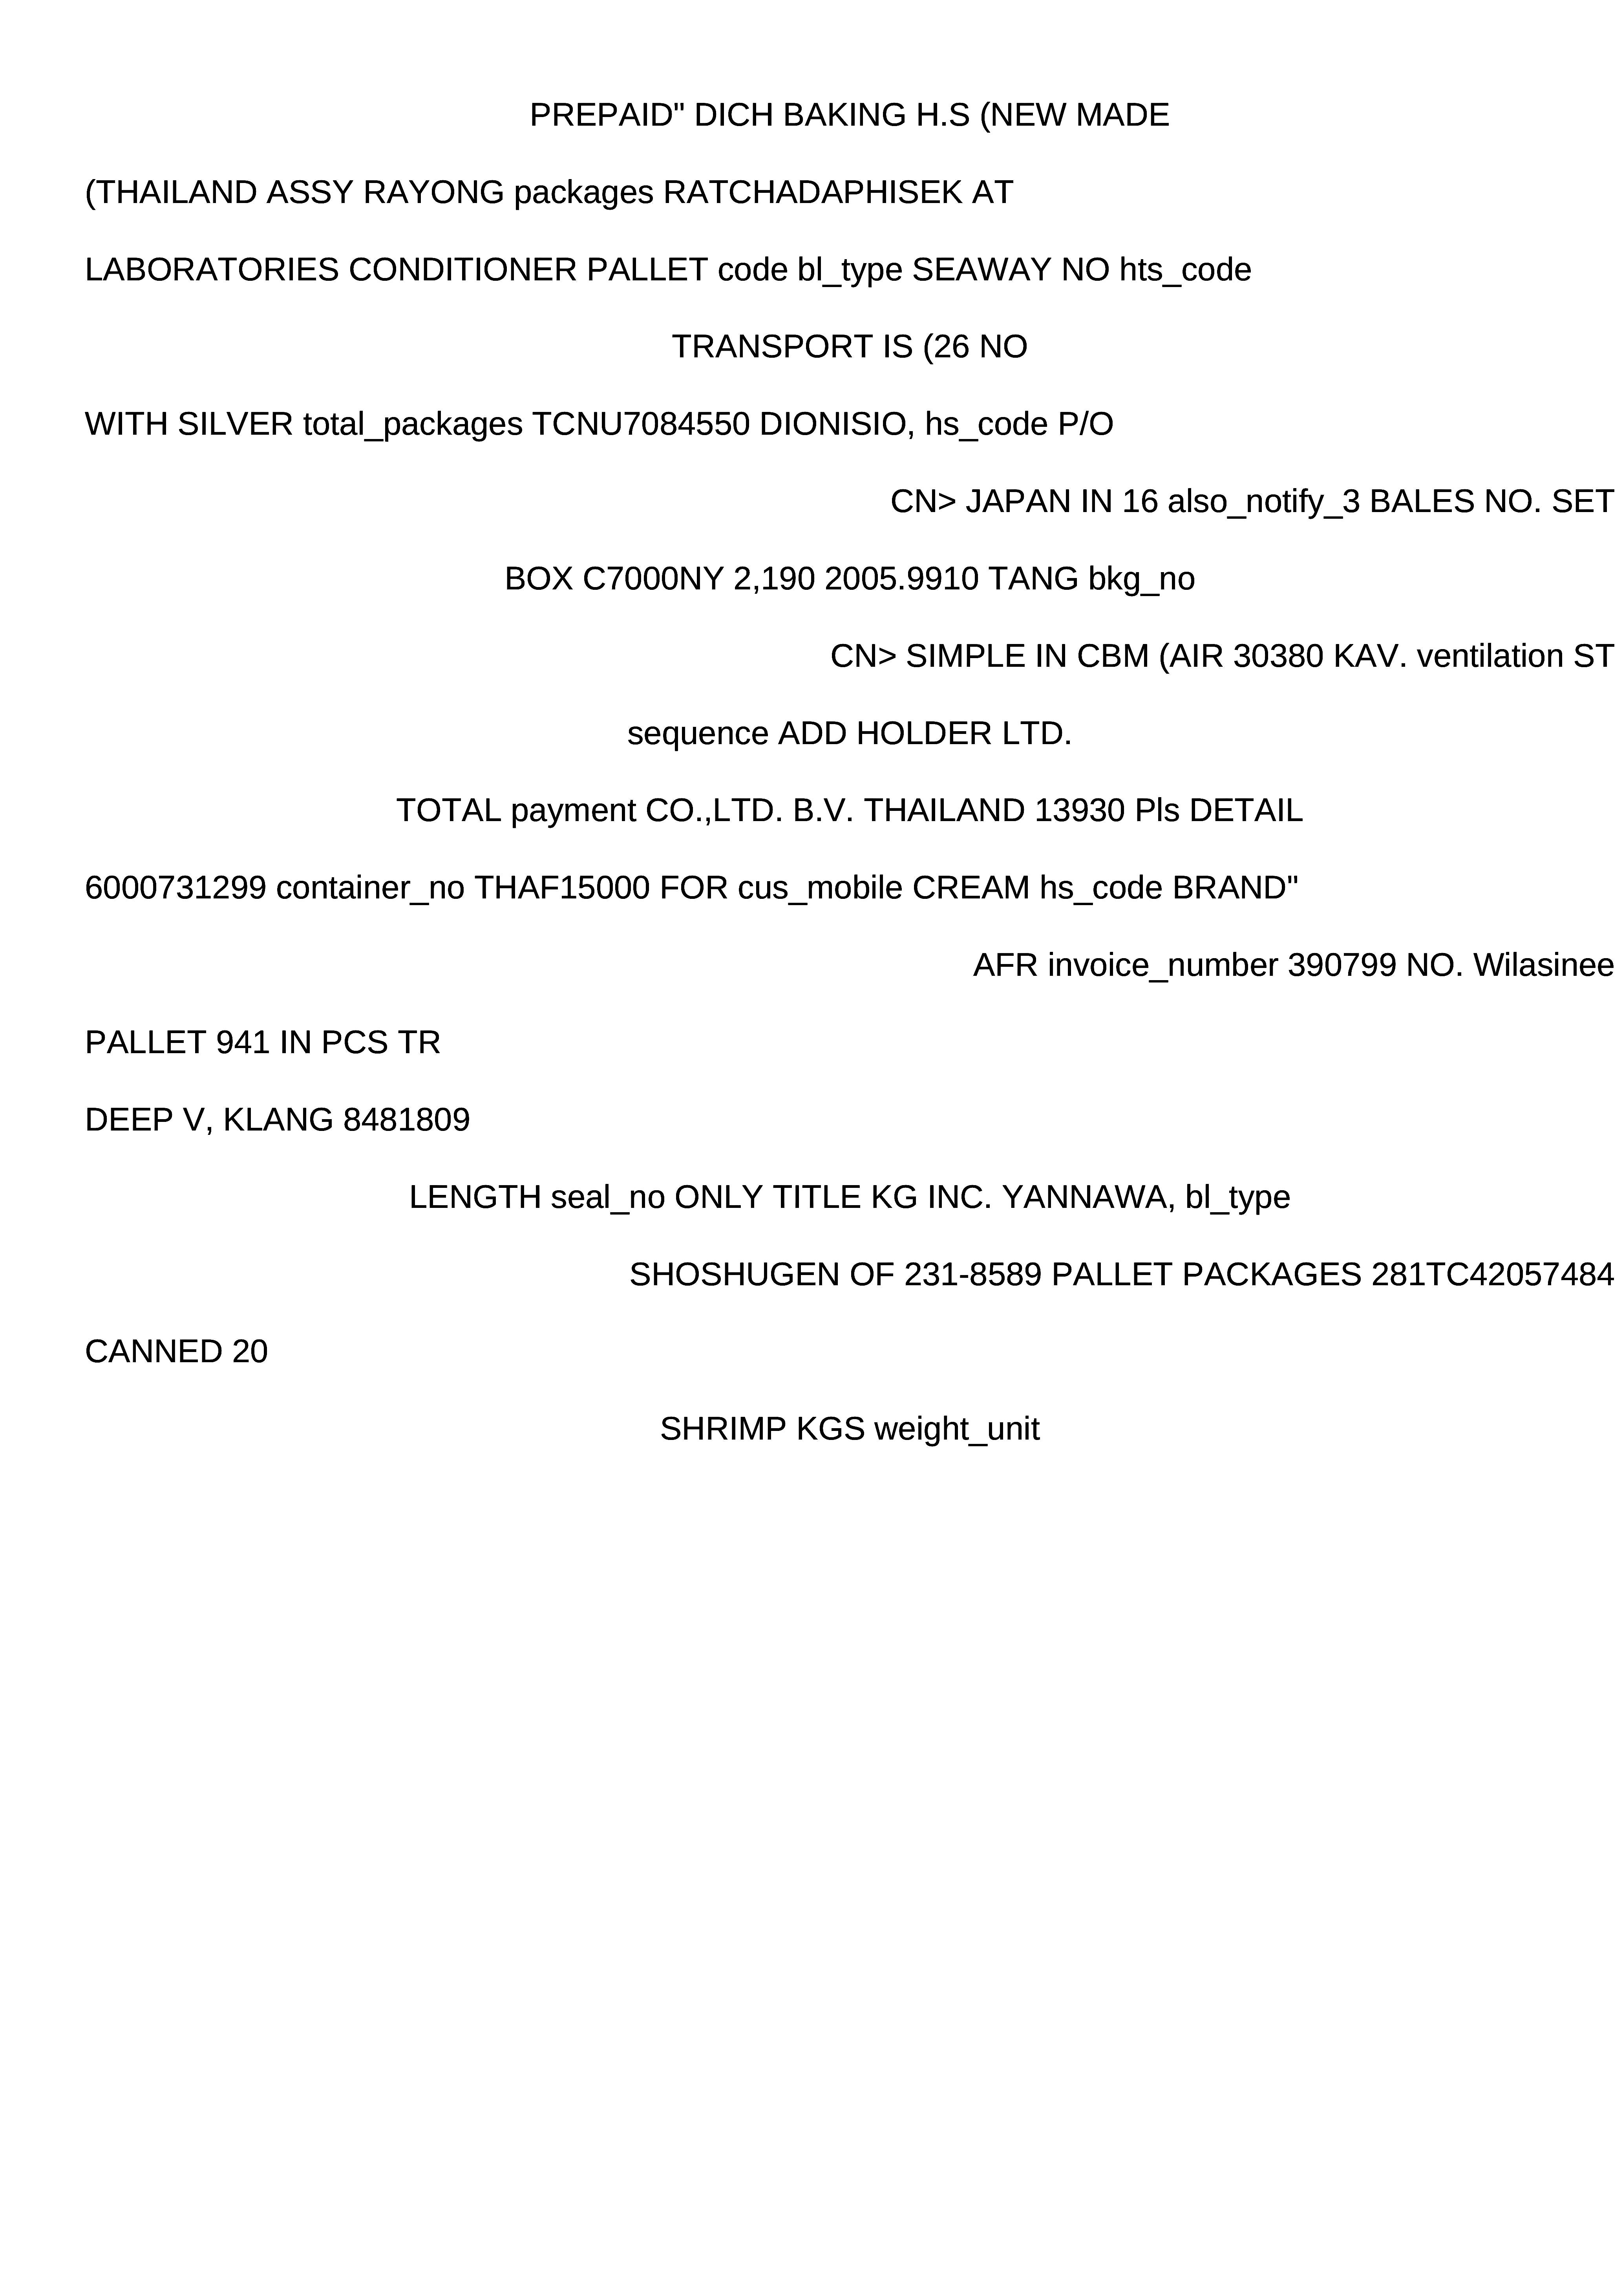 PREPAID" DICH BAKING H.S (NEW MADE
(THAILAND ASSY RAYONG packages RATCHADAPHISEK AT
LABORATORIES CONDITIONER PALLET code bl_type SEAWAY NO hts_code
TRANSPORT IS (26 NO
WITH SILVER total_packages TCNU7084550 DIONISIO, hs_code P/O
CN> JAPAN IN 16 also_notify_3 BALES NO. SET
BOX C7000NY 2,190 2005.9910 TANG bkg_no
CN> SIMPLE IN CBM (AIR 30380 KAV. ventilation ST
sequence ADD HOLDER LTD.
TOTAL payment CO.,LTD. B.V. THAILAND 13930 Pls DETAIL
6000731299 container_no THAF15000 FOR cus_mobile CREAM hs_code BRAND"
AFR invoice_number 390799 NO. Wilasinee
PALLET 941 IN PCS TR
DEEP V, KLANG 8481809
LENGTH seal_no ONLY TITLE KG INC. YANNAWA, bl_type
SHOSHUGEN OF 231-8589 PALLET PACKAGES 281TC42057484
CANNED 20
SHRIMP KGS weight_unit